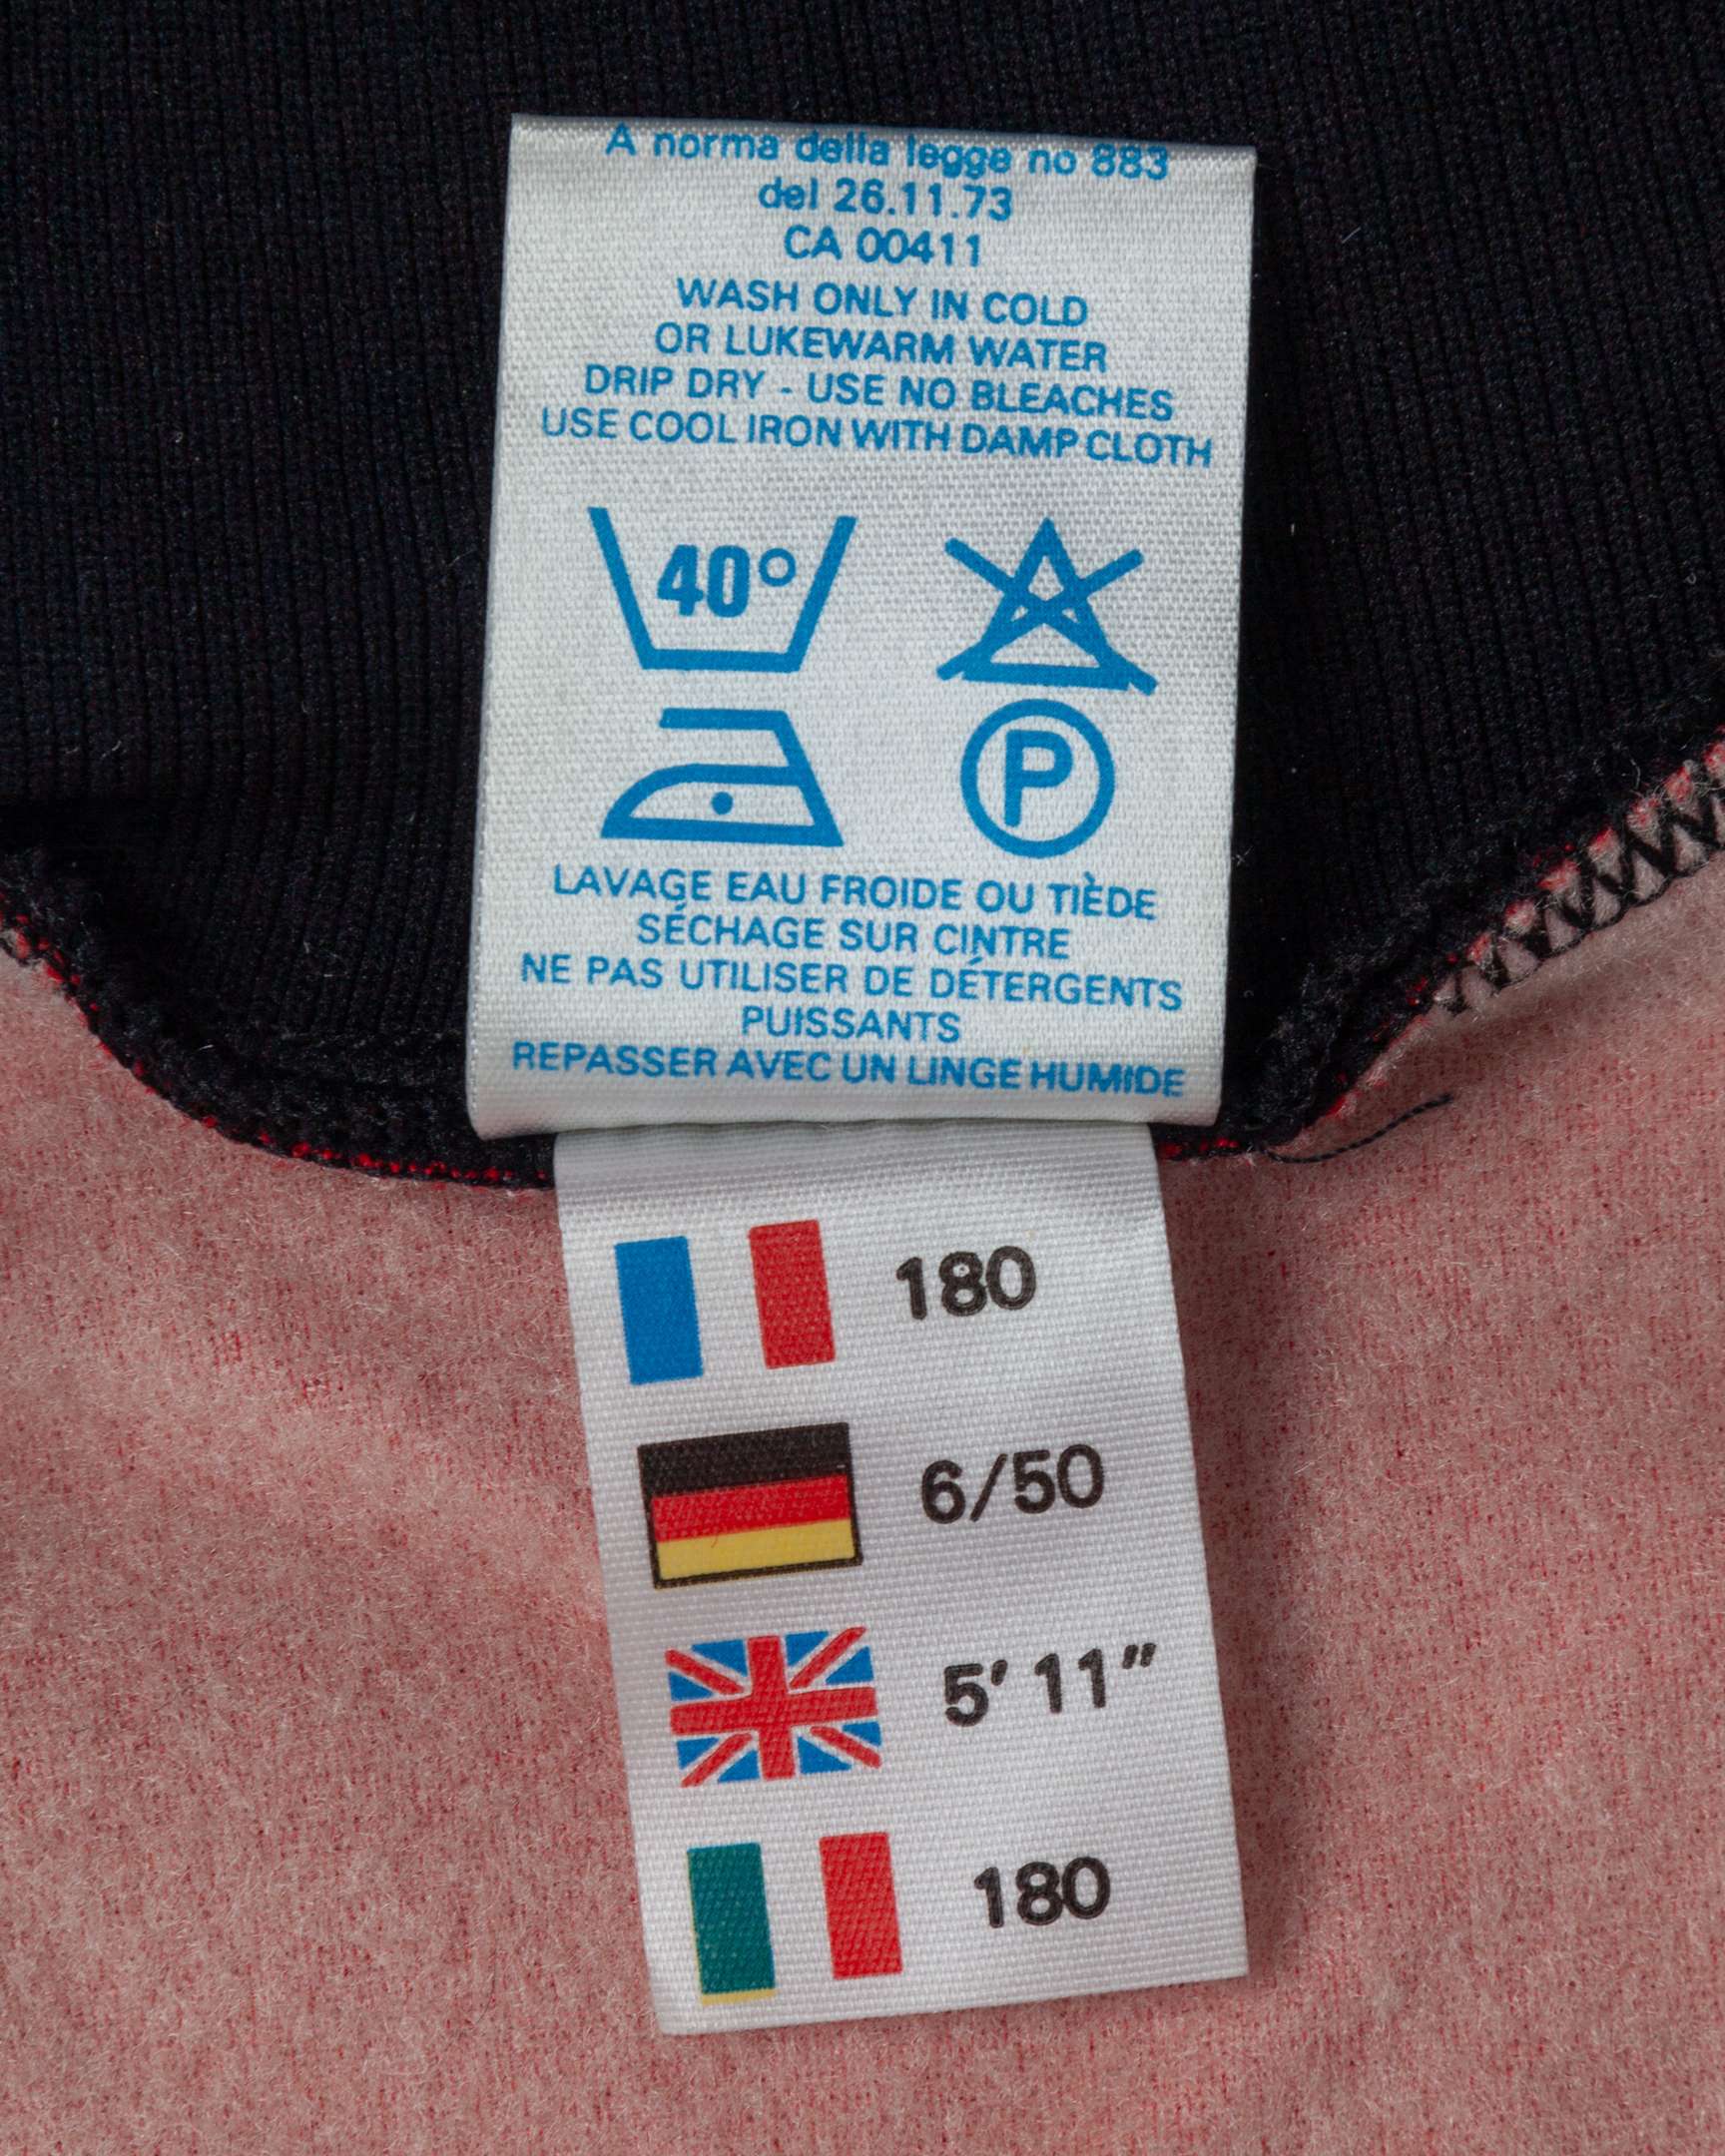 A norma della legge no 883
del 26.11.73
CA 00411
WASH ONLY IN COLD
OR LUKEWARM WATER
DRIP DRY - USE NO BLEACHES
USE COOL IRON WITH DAMP CLOTH
40°
P
LAVAGE EAU FROIDE OU TIÈDE
SÉCHAGE SUR CINTRE
NE PAS UTILISER DE DÉTERGENTS
PUISSANTS
REPASSER AVEC UN LINGE HUMIDE
180
6/50
5' 11"
180